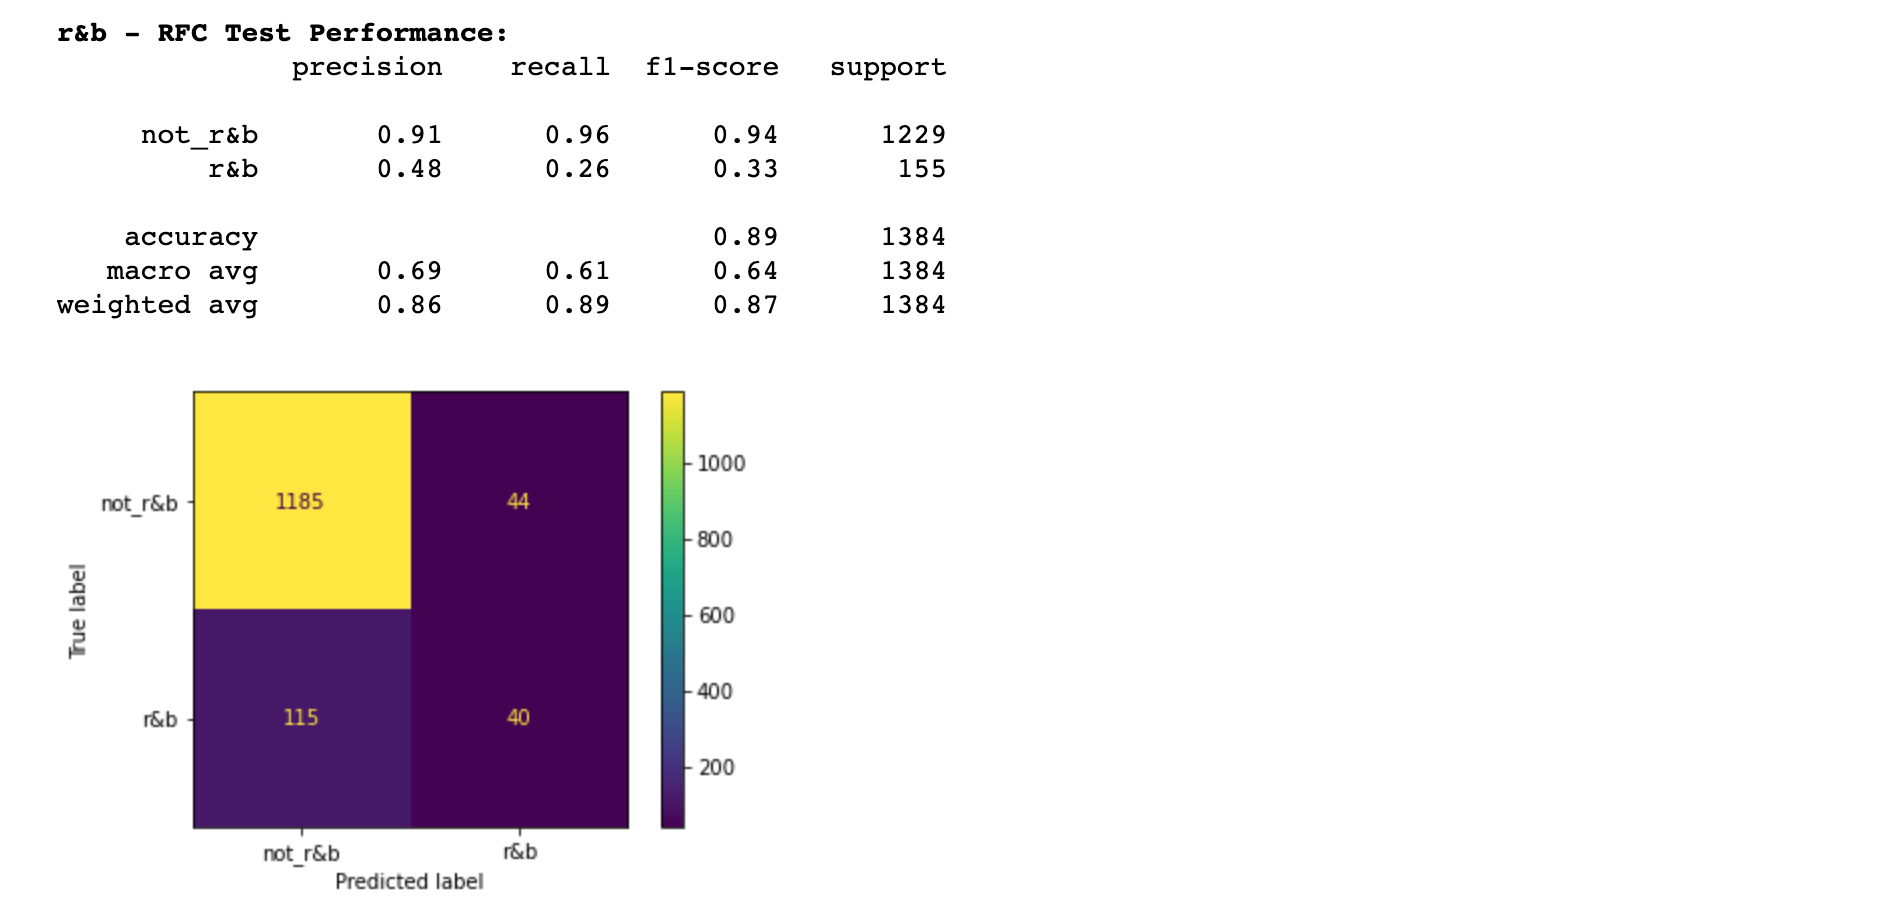 r&b - RFC Test Performance:
precision recall f1-score support
not_r&b 0.91 0.96 0.94 1229
r&b 0.48 0.26 0.33 155
accuracy 0.89 1384
macro avg 0.69 0.61 0.64 1384
weighted avg 0.86 0.89 0.87 1384
1000
not_r&b 1185 44
800
True label
600
400
r&b 115 40
200
not_r&b r&b
Predicted label